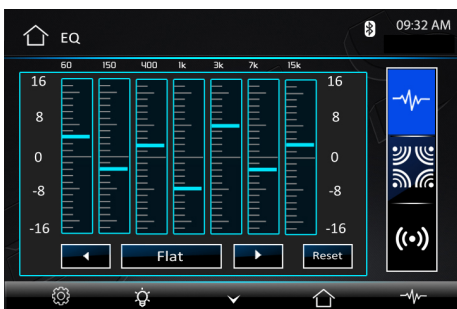 EQ
09:32 AM
60 150 400 1k 3k 7k 15k
16 16
8 8
0 0
-8 -8
-16 -16
Flat
Reset